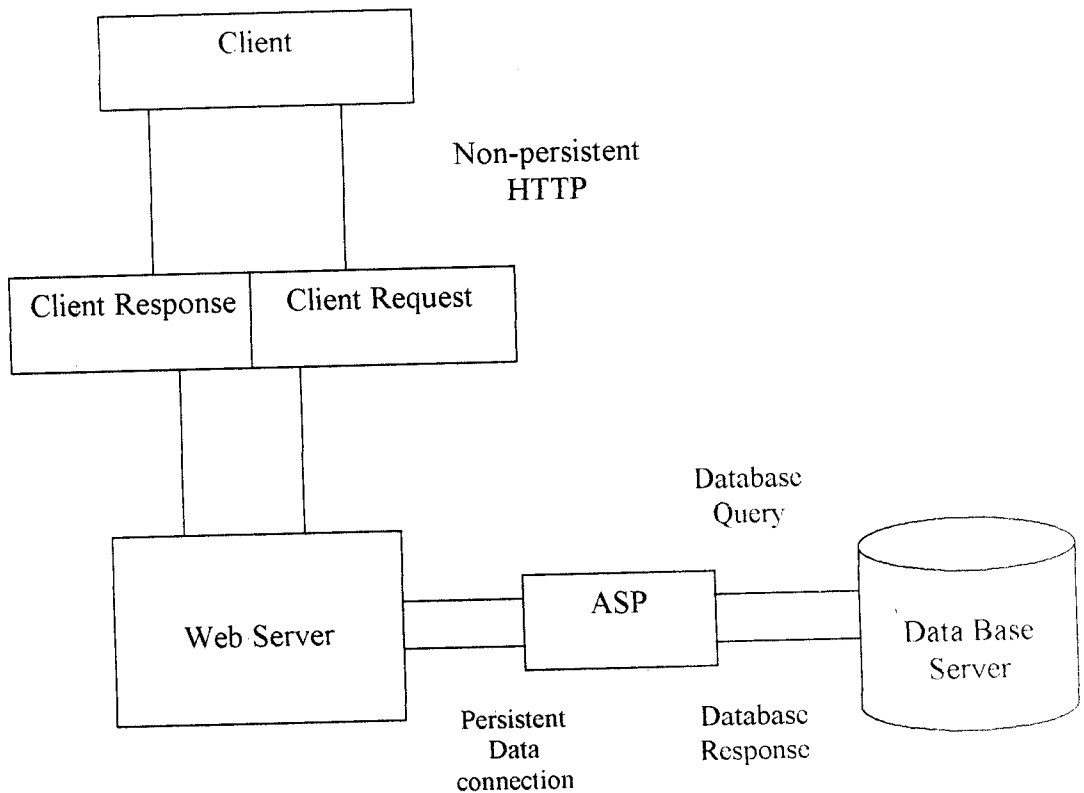 Client
Non-persistent
HTTP
Client Response
Client Request
Database
Query
Web Server
ASP
Data Base
Server
Persistent
Data
connection
Database
Response